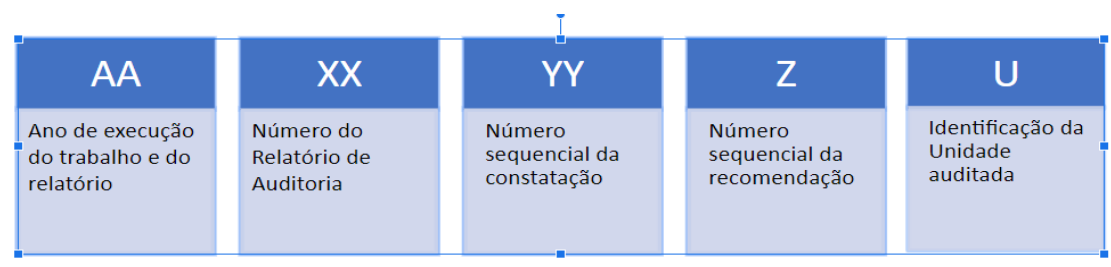 AA
Ano de execução
do trabalho e do
relatório
XX
Número do
Relatório de
Auditoria
YY
Número
sequencial da
constatação
Z
Número
sequencial da
recomendação
U
Identificação da
Unidade
auditada